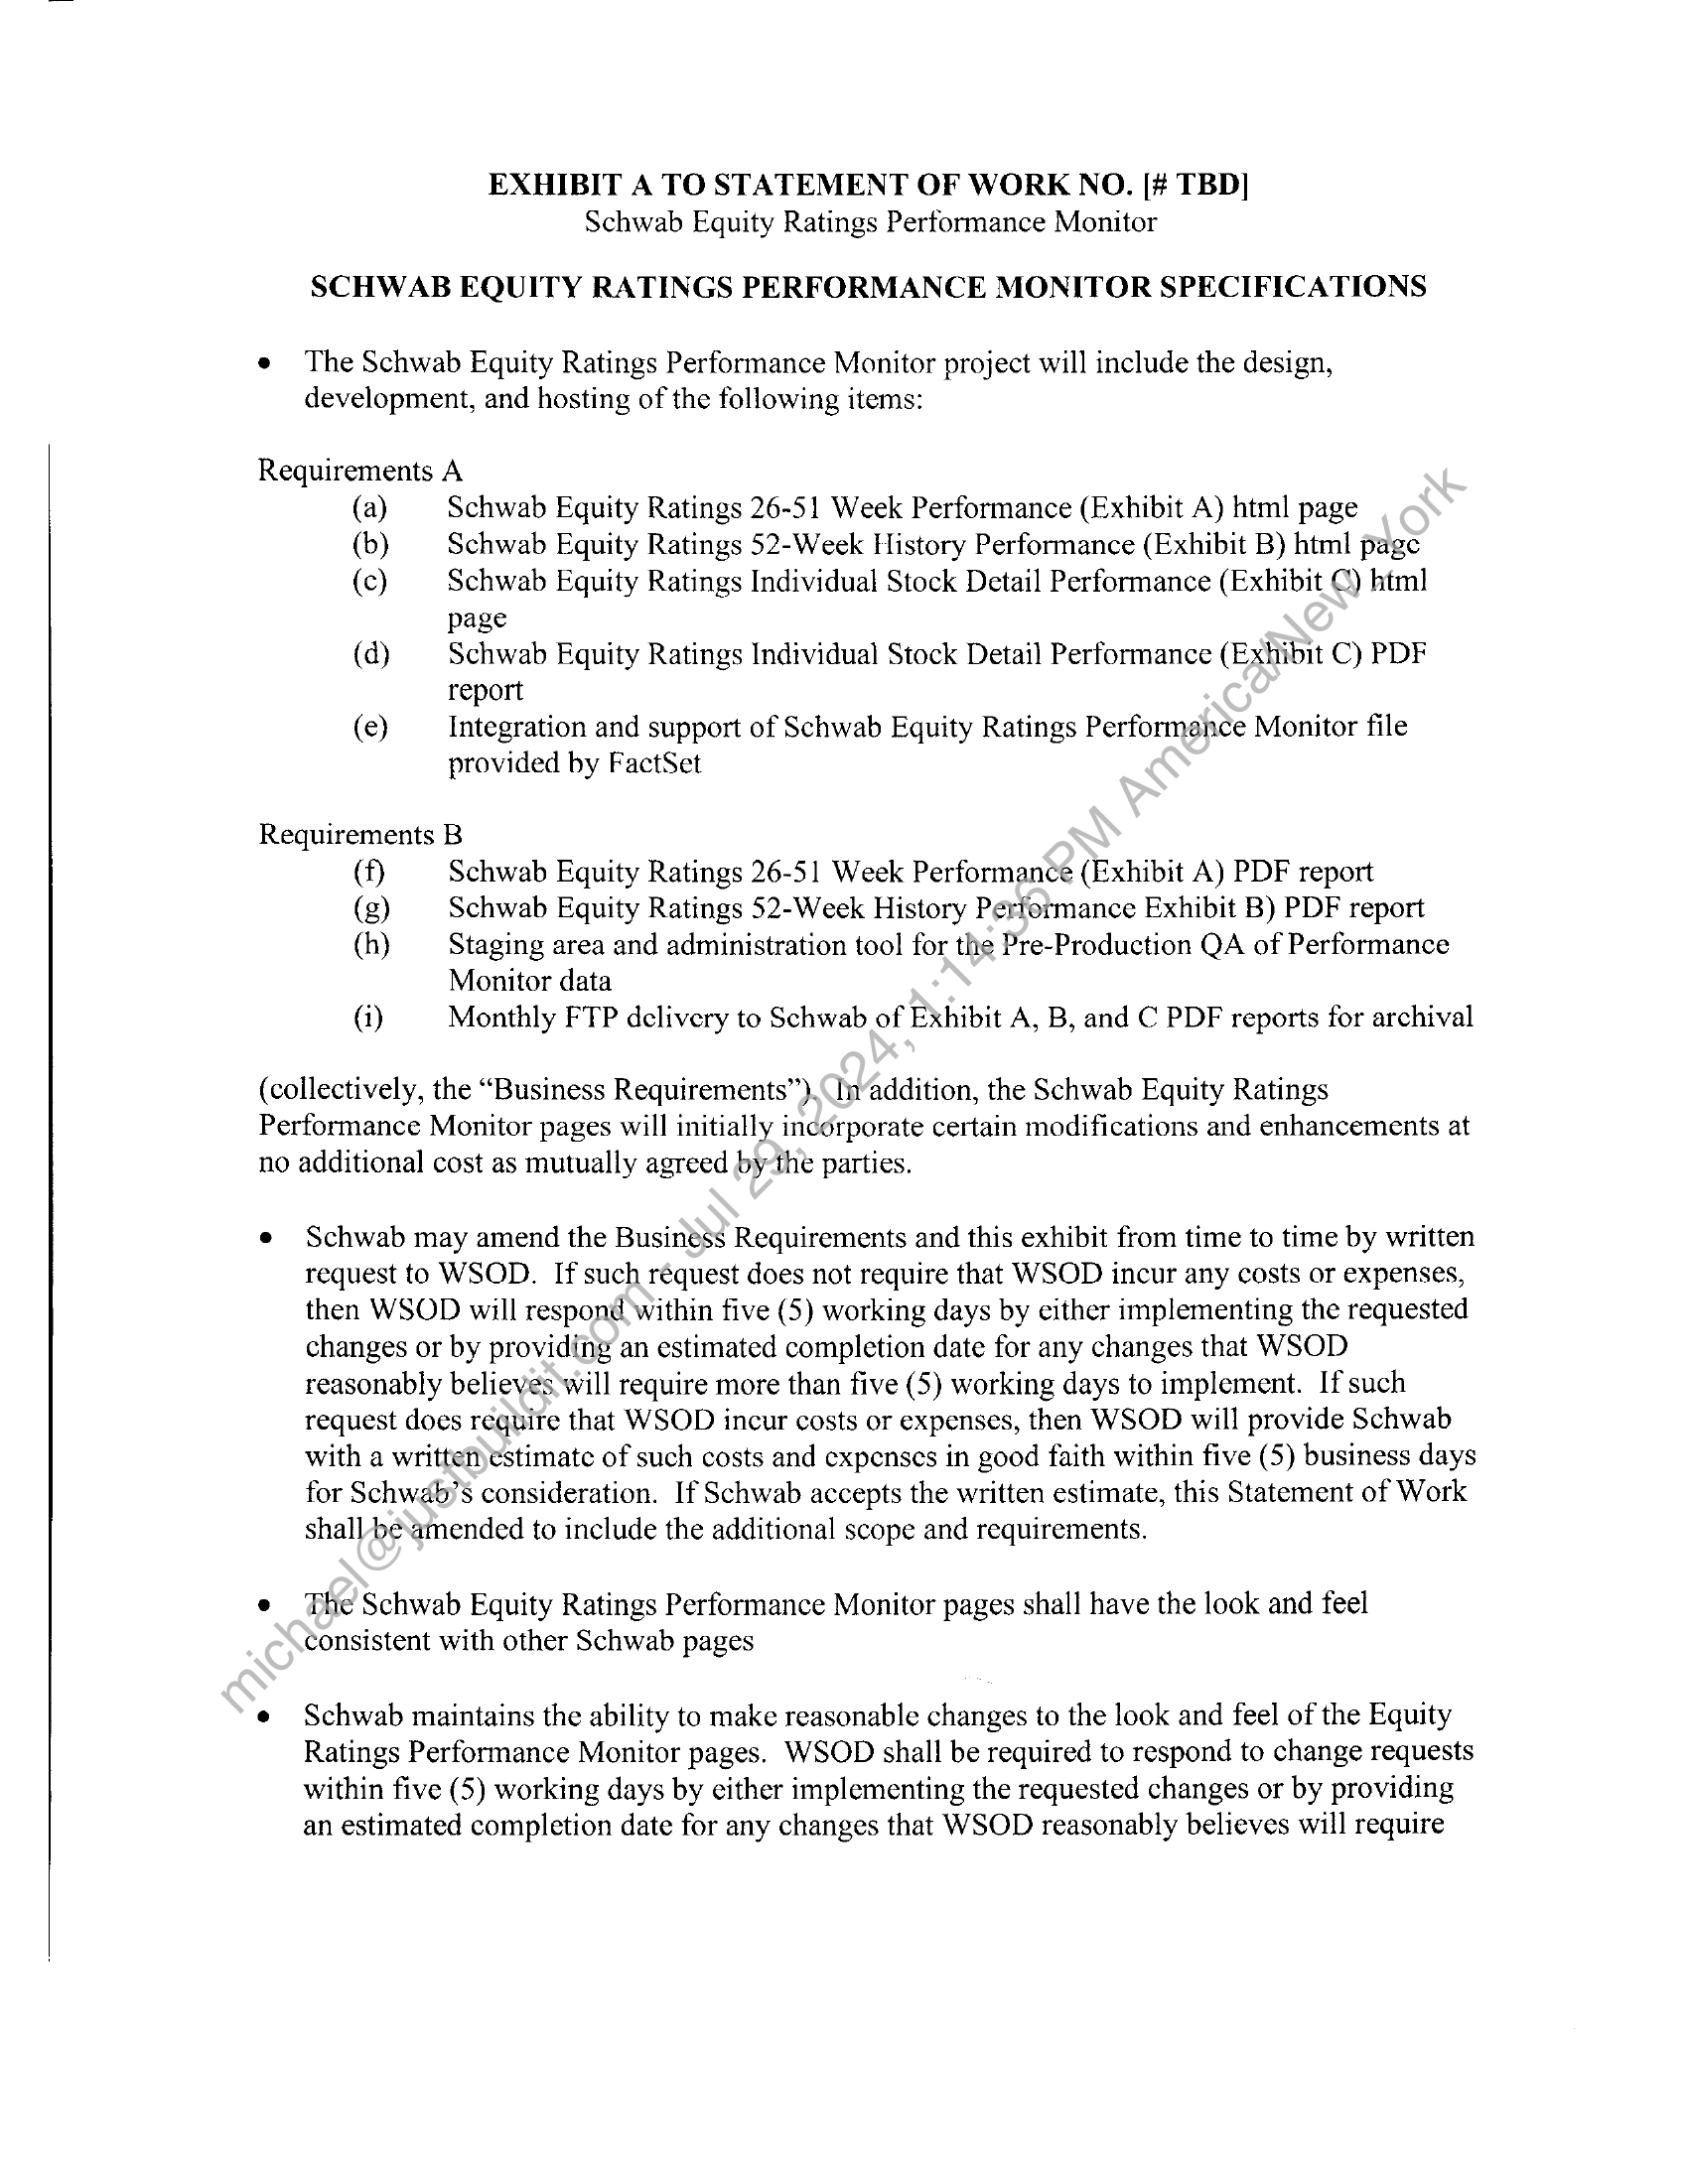 EXHIBIT A TO STATEMENT OF WORK NO. [# TBD]
Schwab Equity Ratings Performance Monitor
SCHWAB EQUITY RATINGS PERFORMANCE MONITOR SPECIFICATIONS
• The Schwab Equity Ratings Performance Monitor project will include the design,
development, and hosting of the following items:
Requirements A
(a) Schwab Equity Ratings 26-51 Week Performance (Exhibit A) html page
(b) Schwab Equity Ratings 52-Week History Performance (Exhibit B) html page
(c) Schwab Equity Ratings Individual Stock Detail Performance (Exhibit C) html
page
(d) Schwab Equity Ratings Individual Stock Detail Performance (Exhibit C) PDF
report
(e) Integration and support of Schwab Equity Ratings Performance Monitor file
provided by FactSet
Requirements B
(f) Schwab Equity Ratings 26-51 Week Performance (Exhibit A) PDF report
(g) Schwab Equity Ratings 52-Week History Performance Exhibit B) PDF report
(h) Staging area and administration tool for the Pre-Production QA of Performance
Monitor data
(i) Monthly FTP delivery to Schwab of Exhibit A, B, and C PDF reports for archival
(collectively, the “Business Requirements”). In addition, the Schwab Equity Ratings
Performance Monitor pages will initially incorporate certain modifications and enhancements at
no additional cost as mutually agreed by the parties.
• Schwab may amend the Business Requirements and this exhibit from time to time by written
request to WSOD. If such request does not require that WSOD incur any costs or expenses,
then WSOD will respond within five (5) working days by either implementing the requested
changes or by providing an estimated completion date for any changes that WSOD
reasonably believes will require more than five (5) working days to implement. If such
request does require that WSOD incur costs or expenses, then WSOD will provide Schwab
with a written estimate of such costs and expenses in good faith within five (5) business days
for Schwab’s consideration. If Schwab accepts the written estimate, this Statement of Work
shall be amended to include the additional scope and requirements.
• The Schwab Equity Ratings Performance Monitor pages shall have the look and feel
consistent with other Schwab pages
• Schwab maintains the ability to make reasonable changes to the look and feel of the Equity
Ratings Performance Monitor pages. WSOD shall be required to respond to change requests
within five (5) working days by either implementing the requested changes or by providing
an estimated completion date for any changes that WSOD reasonably believes will require
michael@justbuildit.com - Jul 29, 2024, 1:14:36 PM America/New_York